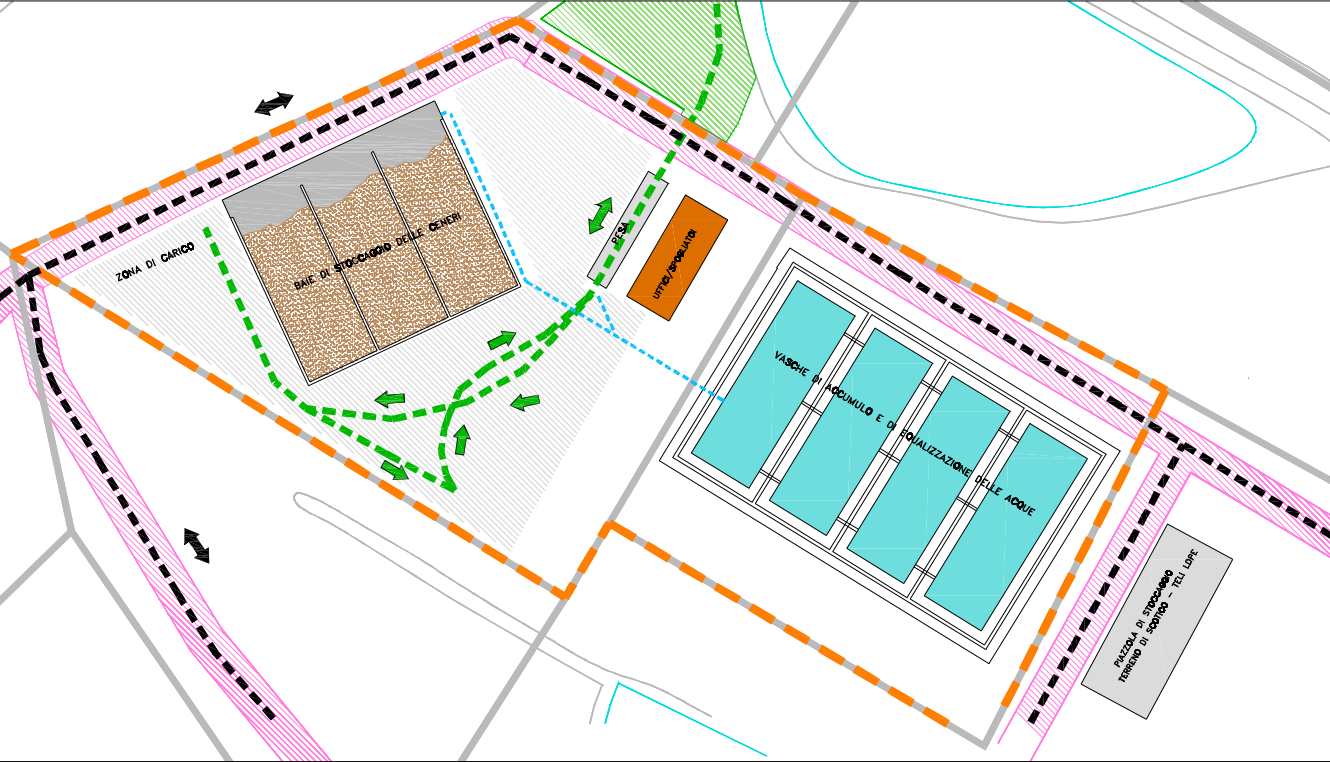 ZONA DI CARICO
BAIE DI STOCCAGGIO DELLE CENERI
PESA
UFFICI/SPOGLIATOI
VASCHE DI ACCUMULO E DI EQUALIZZAZIONE DELLE ACQUE
PIAZZOLA DI STOCCAGGIO
TERRENO DI SCOTICO - TELI LDPE